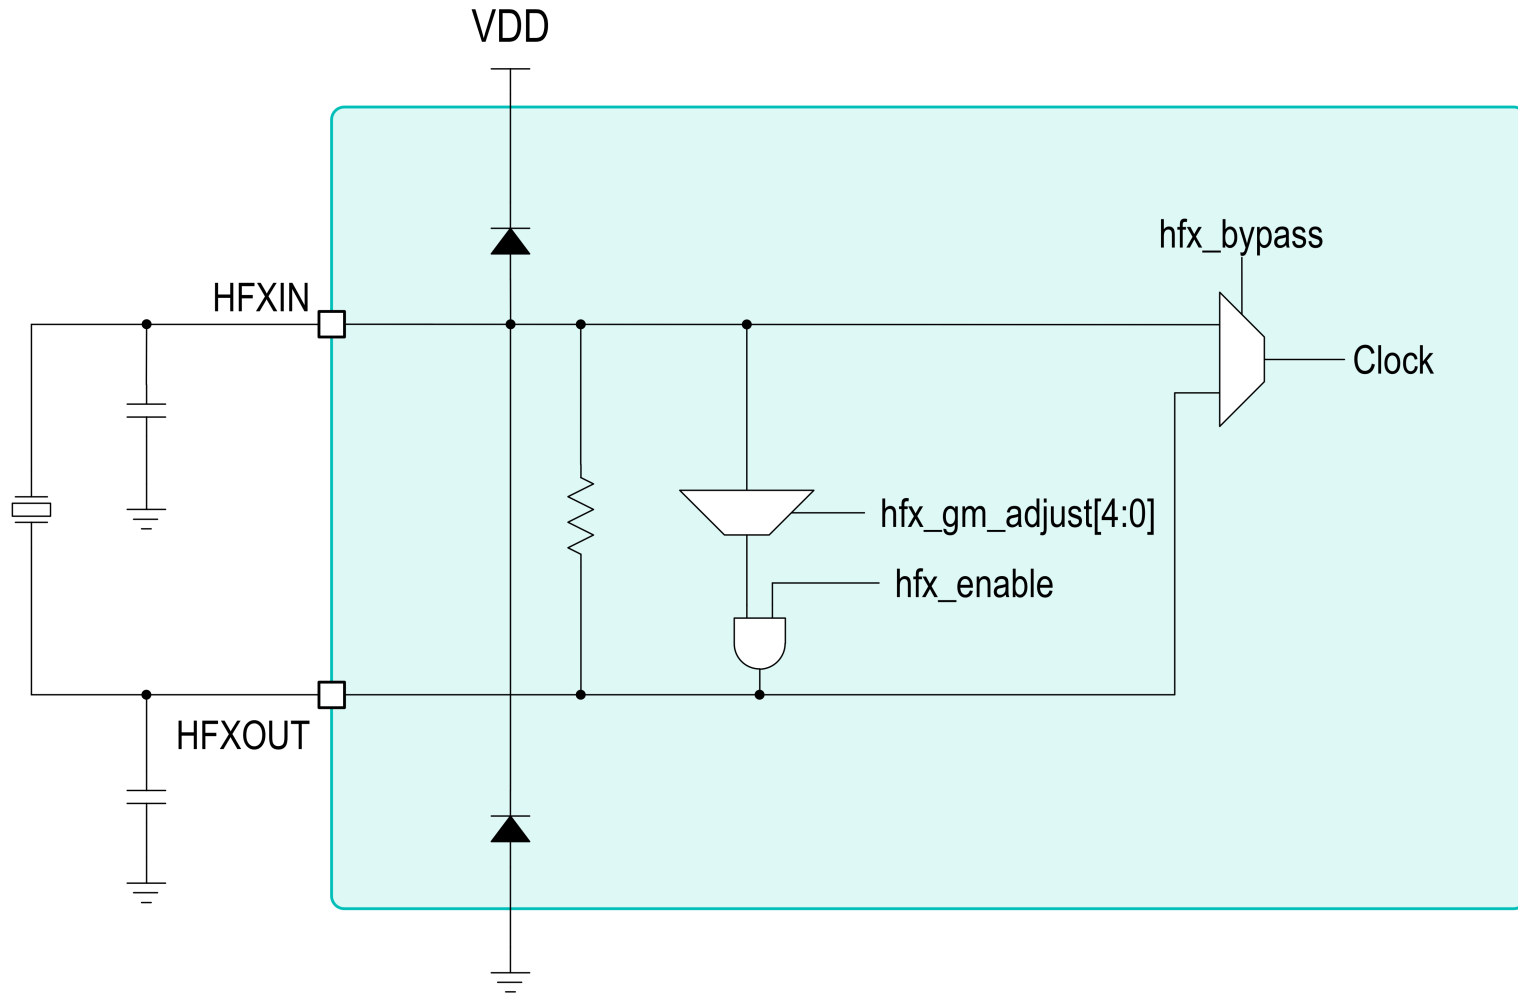 VDD
hfx_bypass
HFXIN
Clock
hfx_gm_adjust[4:0]
hfx_enable
HFXOUT